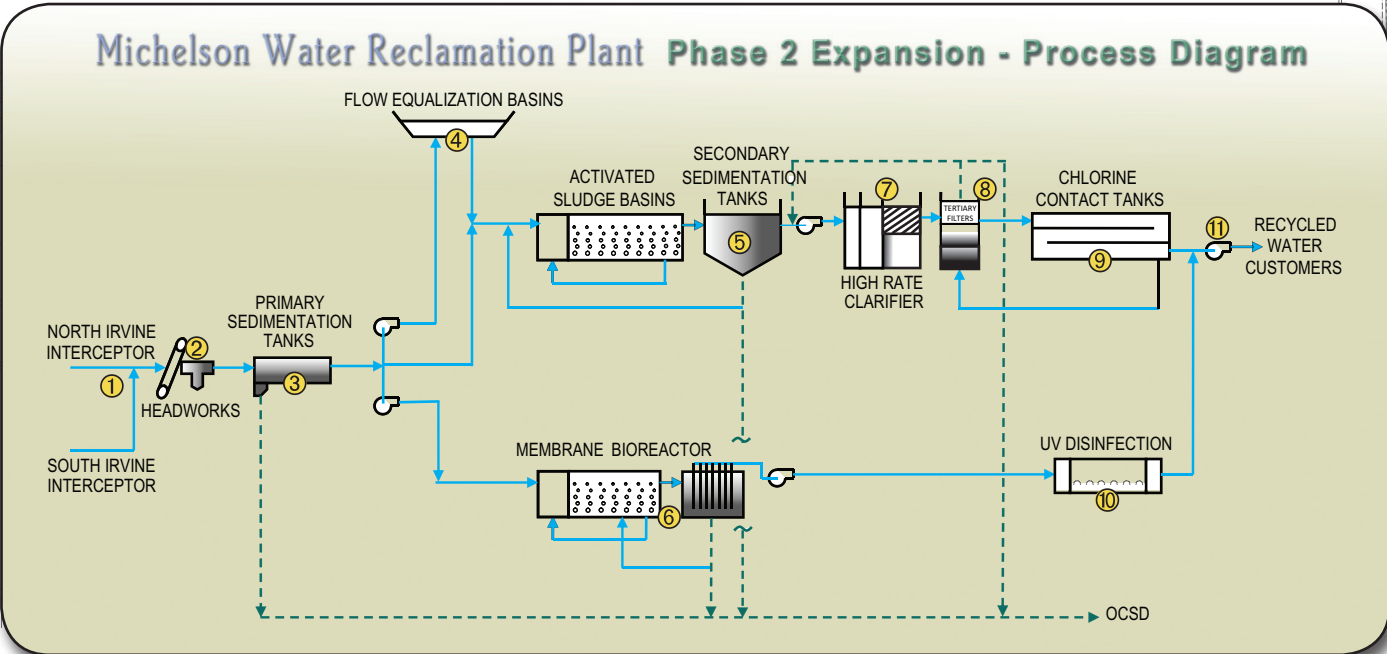 Michelson Water Reclamation Plant Phase 2 Expansion - Process Diagram
FLOW EQUALIZATION BASINS
4
ACTIVATED
SLUDGE BASINS
SECONDARY
SEDIMENTATION
TANKS
5
7
HIGH RATE
CLARIFIER
8
TERTIARY
FILTERS
CHLORINE
CONTACT TANKS
9
11
RECYCLED
WATER
CUSTOMERS
NORTH IRVINE
INTERCEPTOR
1
2
HEADWORKS
PRIMARY
SEDIMENTATION
TANKS
3
SOUTH IRVINE
INTERCEPTOR
MEMBRANE BIOREACTOR
6
UV DISINFECTION
10
OCSD